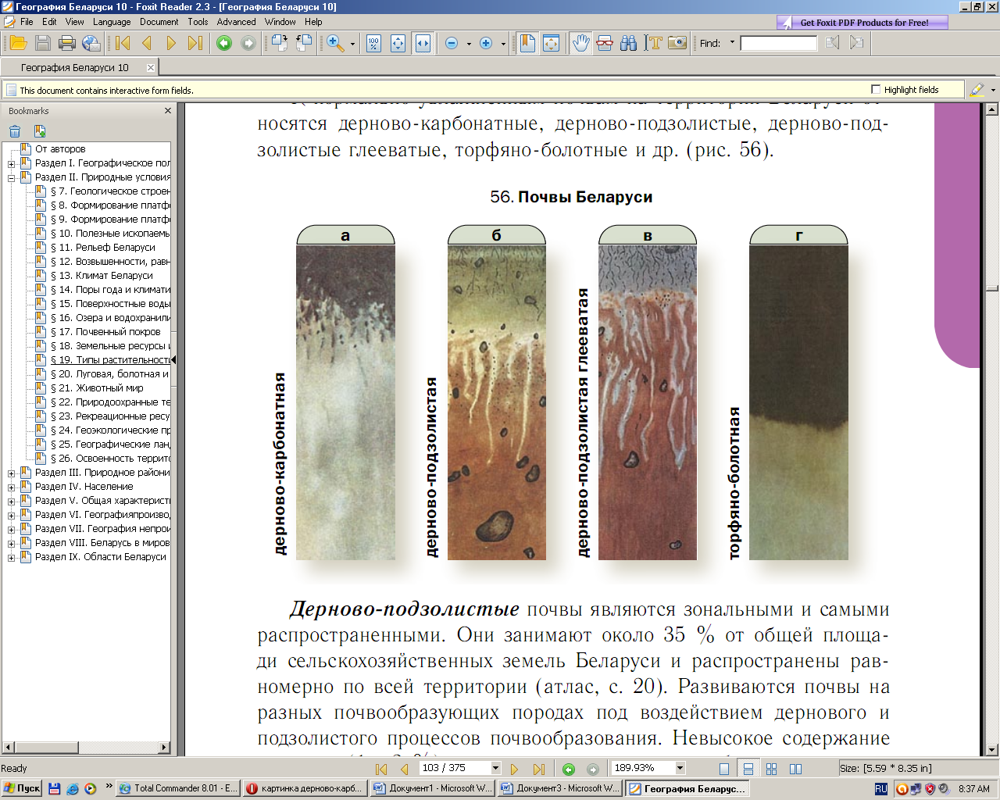 География Беларуси 10 - Foxit Reader 2.3 - [География Беларуси 10]
File Edit View Language Document Tools Advanced Window Help
Get Foxit PDF Products for Free!
100 %
Find:
География Беларуси 10
This document contains interactive form fields.
Highlight fields
Bookmarks
От авторов
Раздел I. Географическое пол
Раздел II. Природные условия
§ 7. Геологическое строен
§ 8. Формирование платф
§ 9. Формирование платф
§ 10. Полезные ископаемь
§ 11. Рельеф Беларуси
§ 12. Возвышенности, равн
§ 13. Климат Беларуси
§ 14. Поры года и климати
§ 15. Поверхностные воды
§ 16. Озера и водохранили
§ 17. Почвенный покров
§ 18. Земельные ресурсы и
§ 19. Типы растительност
§ 20. Луговая, болотная и
§ 21. Животный мир
§ 22. Природоохранные те
§ 23. Рекреационные ресу
§ 24. Геоэкологические пр
§ 25. Географические лан
§ 26. Освоенность террито
Раздел III. Природное райони
Раздел IV. Население
Раздел V. Общая характерист
Раздел VI. Географияпроизвод
Раздел VII. География непрои
Раздел VIII. Беларусь в миров
Раздел IX. Области Беларуси
носятся дерново-карбонатные, дерново-подзолистые, дерново-под-
золистые глееватые, торфяно-болотные и др. (рис. 56).
56. Почвы Беларуси
а б в г
дерново-карбонатная
дерново-подзолистая
дерново-подзолистая глееватая
торфяно-болотная
Дерново-подзолистые почвы являются зональными и самыми
распространенными. Они занимают около 35 % от общей площа-
ди сельскохозяйственных земель Беларуси и распространены рав-
номерно по всей территории (атлас, с. 20). Развиваются почвы на
разных почвообразующих породах под воздействием дернового и
подзолистого процессов почвообразования. Невысокое содержание
Ready
103 / 375
189.93%
Size: [5.59 * 8.35 in]
Пуск
Total Commander 8.01 - E...
картинка дерново-карб...
Документ1 - Microsoft W...
Документ3 - Microsoft W...
География Беларус...
RU
8:37 AM